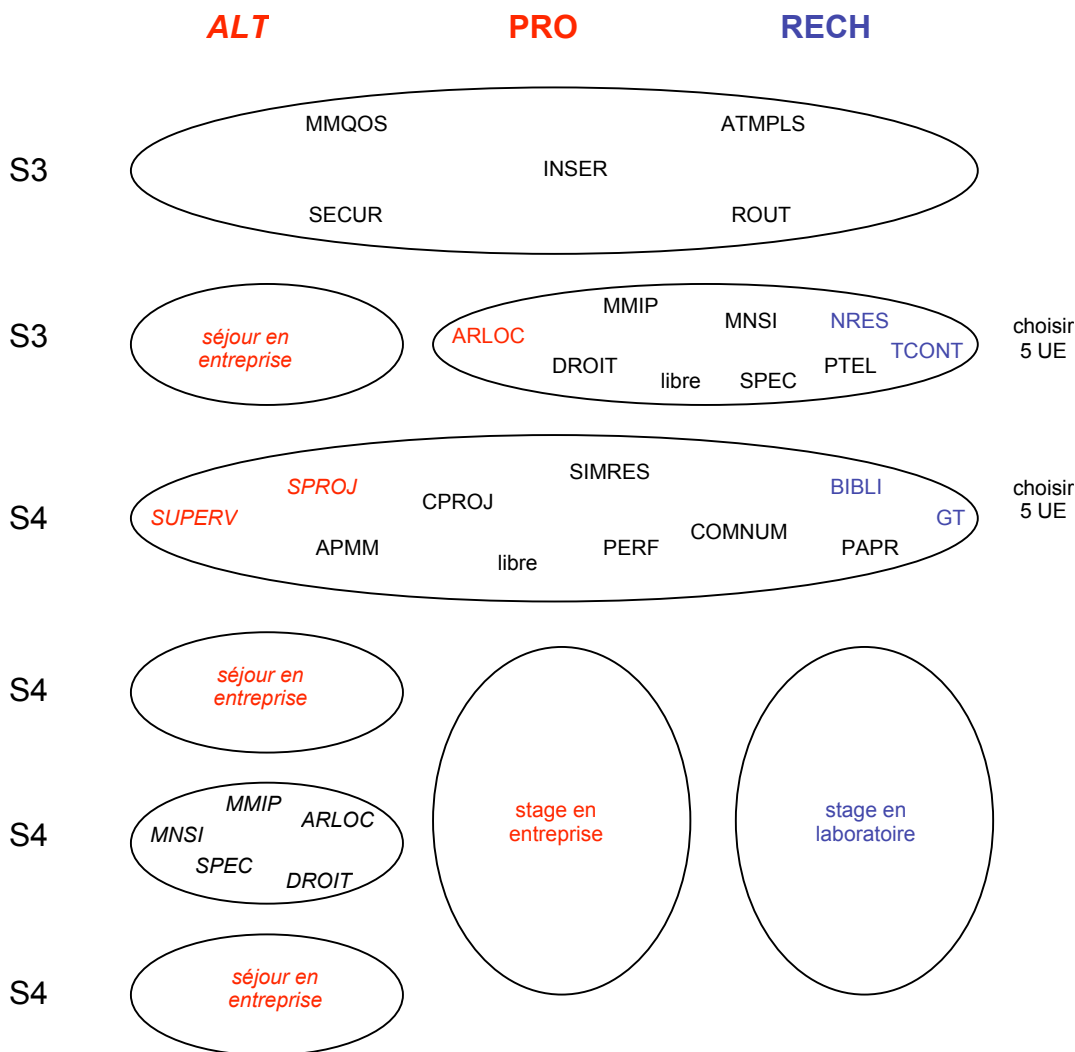 ALT PRO RECH
MMQOS ATMPLS
S3 INSER
SECUR ROUT
MMIP
MNSI NRES
choisir
S3
séjour en
entreprise
ARLOC
TCONT
5 UE
DROIT
libre
SPEC
PTEL
SIMRES
SPROJ
CPROJ
BIBLI
choisir
5 UE
S4
SUPERV
GT
COMNUM
APMM
libre
PERF
PAPR
S4
séjour en
entreprise
S4
MMIP
ARLOC
MNSI
SPEC
DROIT
stage en
entreprise
stage en
laboratoire
S4
séjour en
entreprise